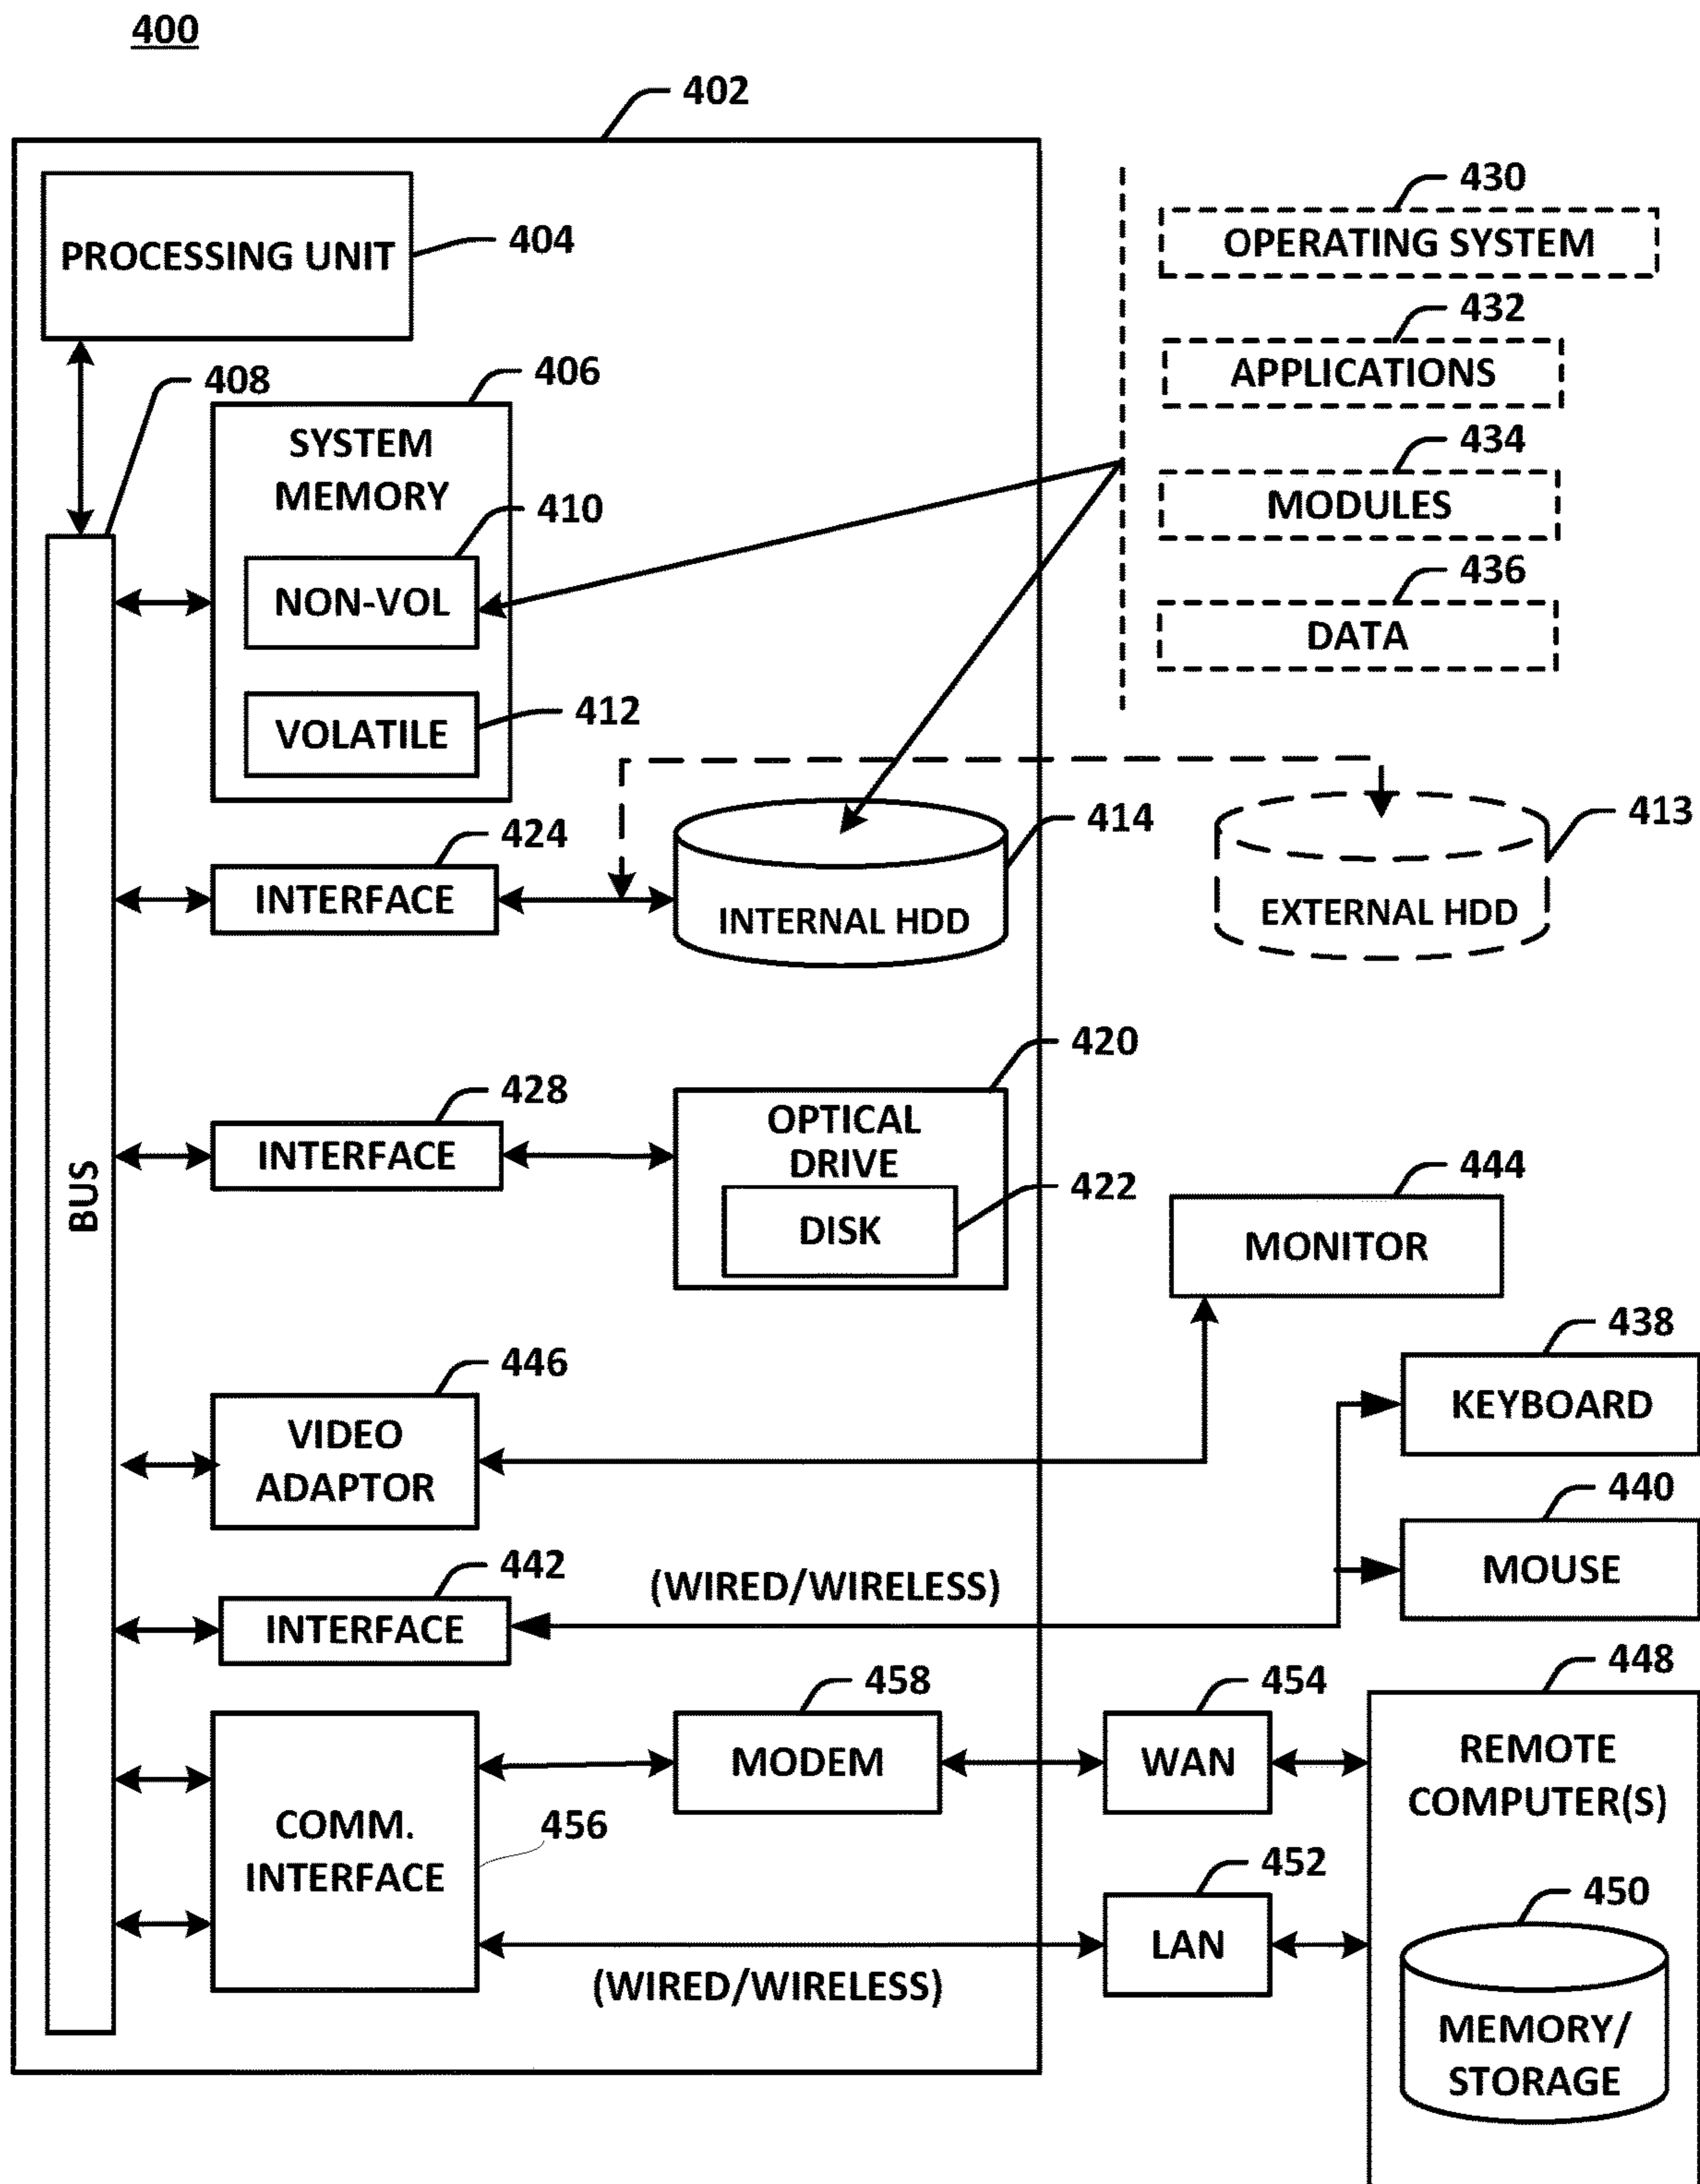 400
402
430
OPERATING SYSTEM
PROCESSING UNIT
404
432
APPLICATIONS
408
406
SYSTEM
MEMORY
434
MODULES
410
NON-VOL
436
DATA
412
VOLATILE
424
INTERFACE
414
INTERNAL HDD
413
EXTERNAL HDD
420
OPTICAL
DRIVE
428
INTERFACE
422
DISK
BUS
444
MONITOR
438
KEYBOARD
446
VIDEO
ADAPTOR
440
MOUSE
442
INTERFACE
(WIRED/WIRELESS)
448
REMOTE
COMPUTER(S)
458
MODEM
454
WAN
COMM.
INTERFACE
456
452
LAN
(WIRED/WIRELESS)
450
MEMORY/
STORAGE